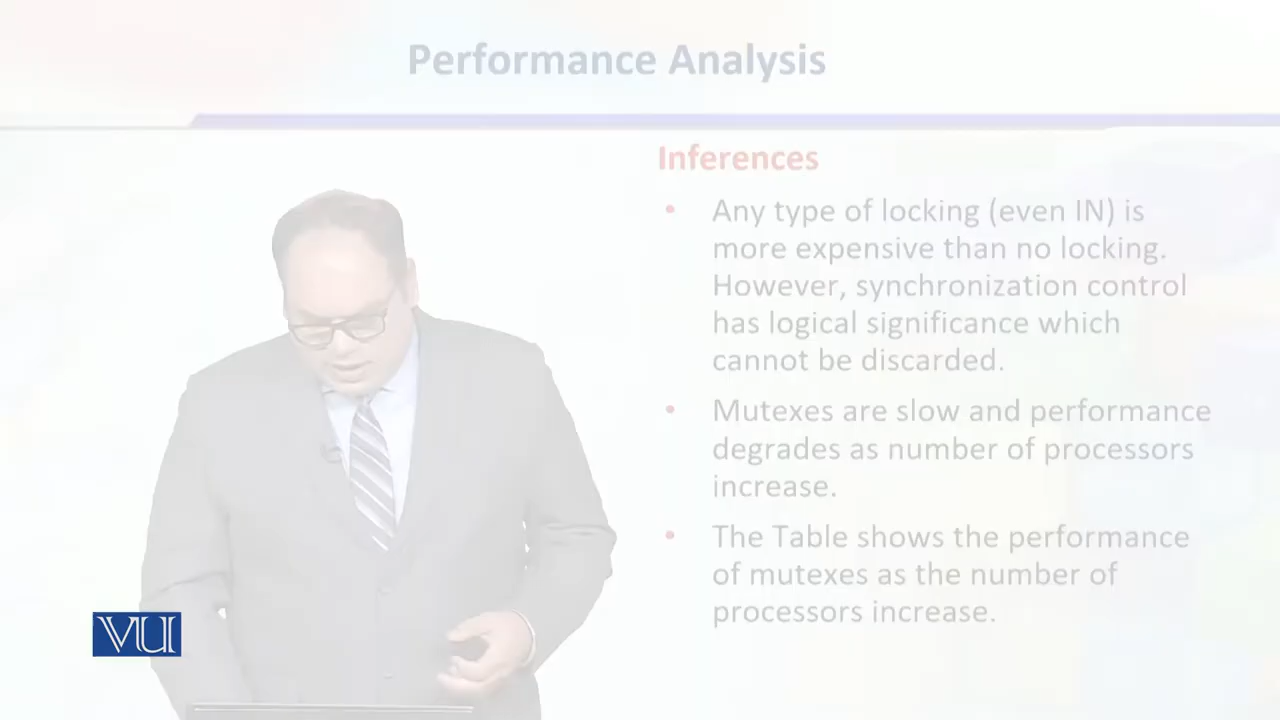 Performance Analysis
Inferences
• Any type of locking (even IN) is
more expensive than no locking.
However, synchronization control
has logical significance which
cannot be discarded.
• Mutexes are slow and performance
degrades as number of processors
increase.
• The Table shows the performance
of mutexes as the number of
processors increase.
VU